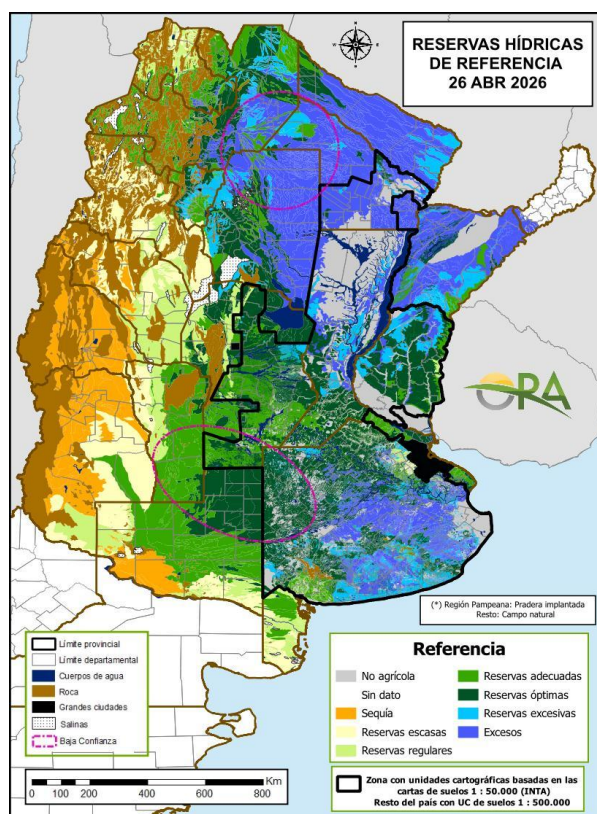 RESERVAS HÍDRICAS
DE REFERENCIA
26 ABR 2026
ORA
(*) Región Pampeana: Pradera implantada
Resto: Campo natural
Límite provincial
Límite departamental
Cuerpos de agua
Roca
Grandes ciudades
Salinas
Baja Confianza
Referencia
No agrícola
Sin dato
Sequía
Reservas escasas
Reservas regulares
Reservas adecuadas
Reservas óptimas
Reservas excesivas
Excesos
0 100 200 400 600 800 Km
Zona con unidades cartográficas basadas en las
cartas de suelos 1 : 50.000 (INTA)
Resto del país con UC de suelos 1 : 500.000